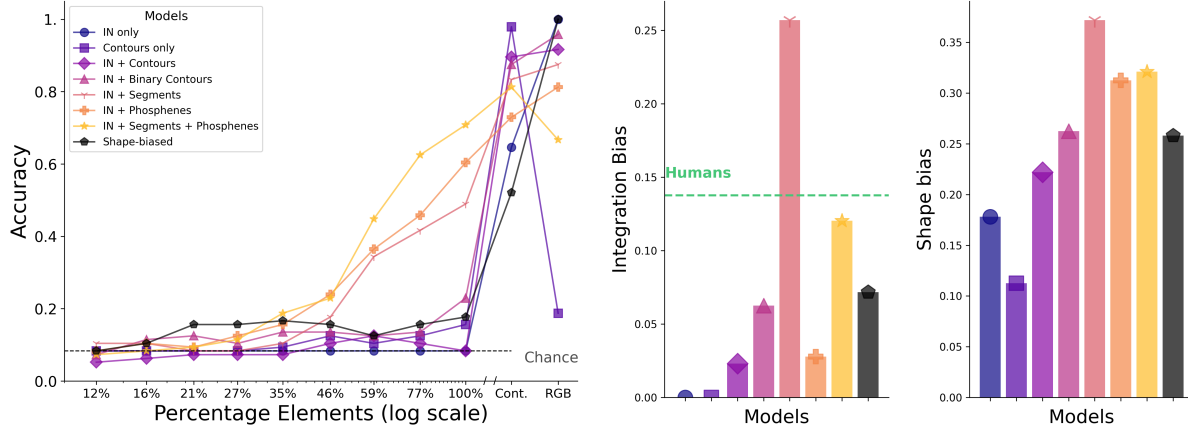 Accuracy
1.
0.8
0.6
0.4
0.2
0.0
Models
IN only
Contours only
IN + Contours
IN + Binary Contours
IN + Segments
IN + Phosphenes
IN + Segments + Phosphenes
Shape-biased
Chance
12% 16% 21% 27% 35% 46% 59% 77% 100% Cont. RGB
Percentage Elements (log scale)
Integration Bias
0.25
0.20
0.15
0.10
0.05
0.00
Humans
Models
Shape bias
0.35
0.30
0.25
0.20
0.15
0.10
0.05
0.00
Models